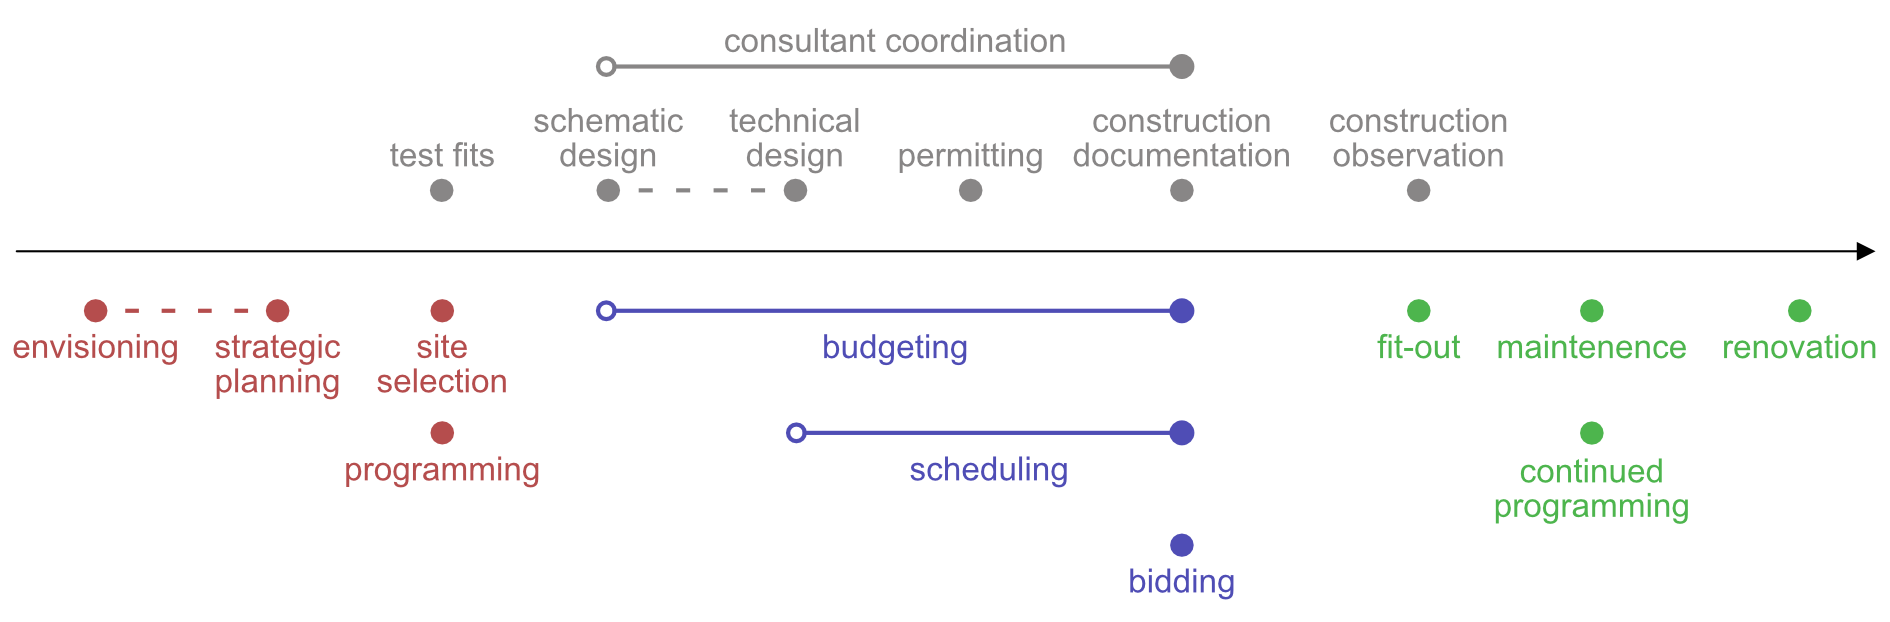 consultant coordination
schematic
design
technical
design
test fits
permitting
construction
documentation
construction
observation
envisioning
strategic
planning
site
selection
budgeting
fit-out
maintenence
renovation
programming
scheduling
continued
programming
bidding